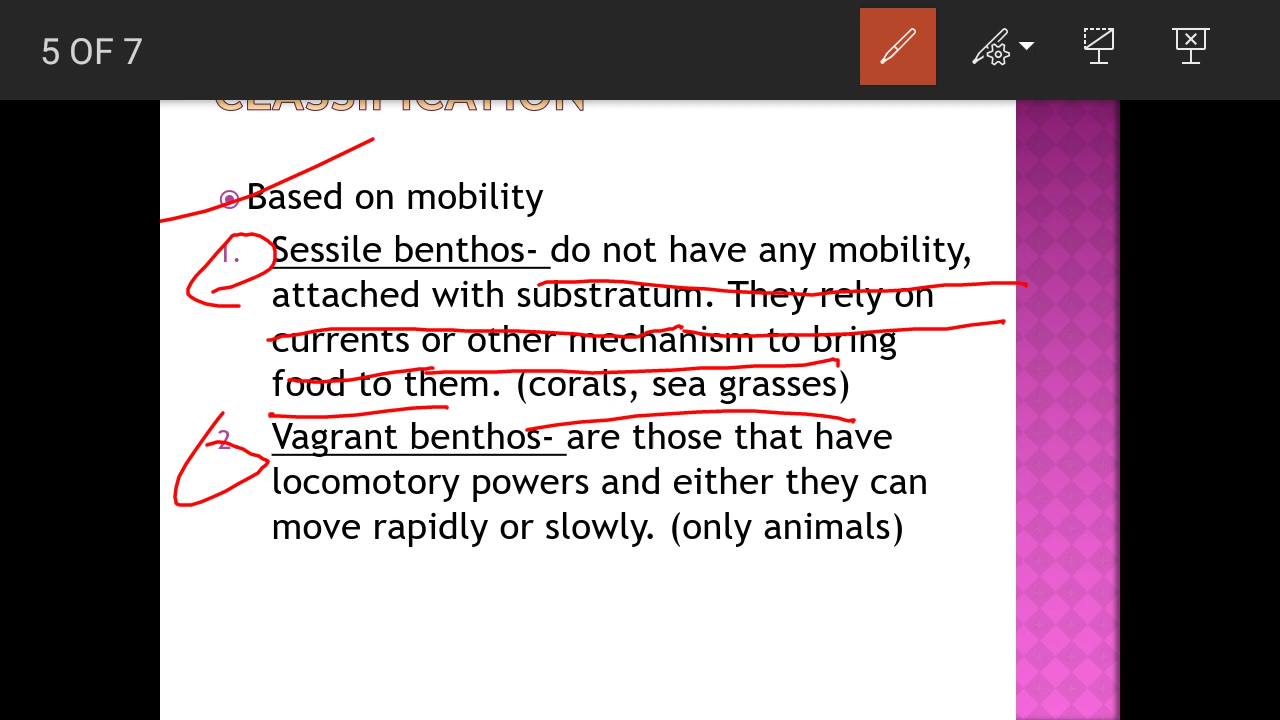 5 OF 7
CLASSIFICATION
Based on mobility
1. Sessile benthos- do not have any mobility,
attached with substratum. They rely on
currents or other mechanism to bring
food to them. (corals, sea grasses)
2. Vagrant benthos- are those that have
locomotory powers and either they can
move rapidly or slowly. (only animals)